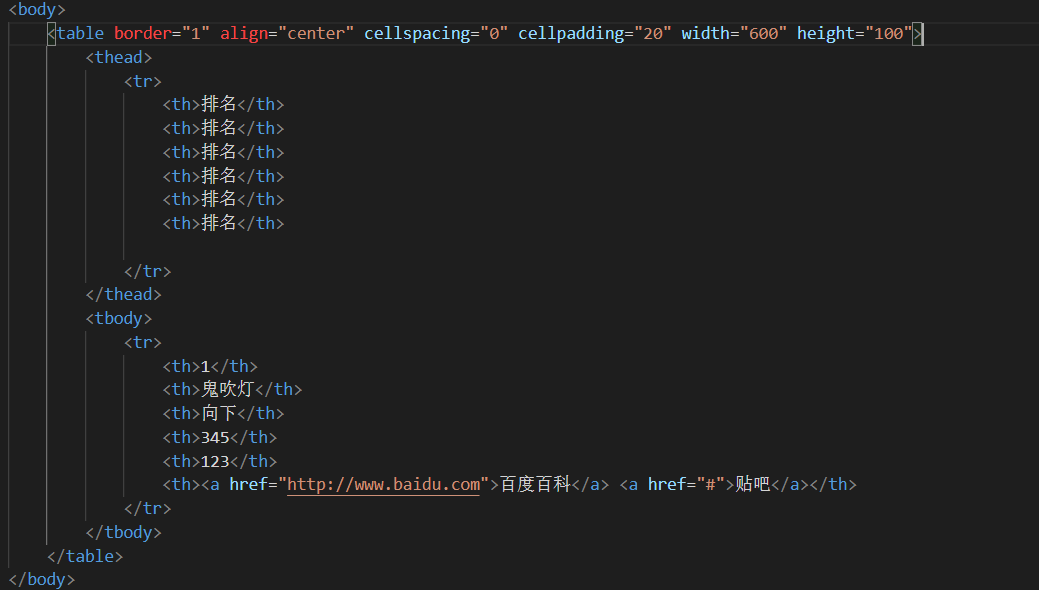 <body>
<table border="1" align="center" cellspacing="0" cellpadding="20" width="600" height="100">
<thead>
<tr>
<th>排名</th>
<th>排名</th>
<th>排名</th>
<th>排名</th>
<th>排名</th>
<th>排名</th>
</tr>
</thead>
<tbody>
<tr>
<th>1</th>
<th>鬼吹灯</th>
<th>向下</th>
<th>345</th>
<th>123</th>
<th><a href="http://www.baidu.com">百度百科</a> <a href="#">贴吧</a></th>
</tr>
</tbody>
</table>
</body>